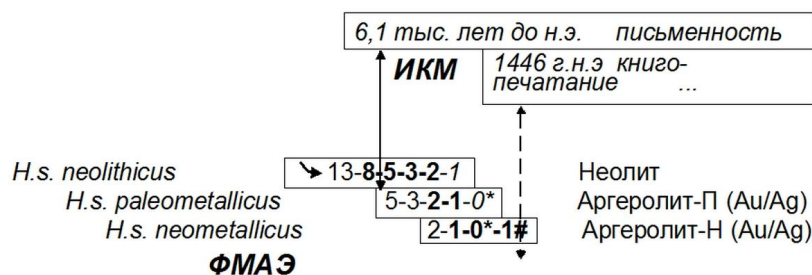 6,1 тыс. лет до н.э. письменность
ИКМ
1446 г.н.э книго-
печатание ...
H.s. neolithicus 13-8-5-3-2-1 Неолит
H.s. paleometallicus 5-3-2-1-0* Аргеролит-П (Au/Ag)
H.s. neometallicus 2-1-0*-1# Аргеролит-Н (Au/Ag)
ФМАЭ